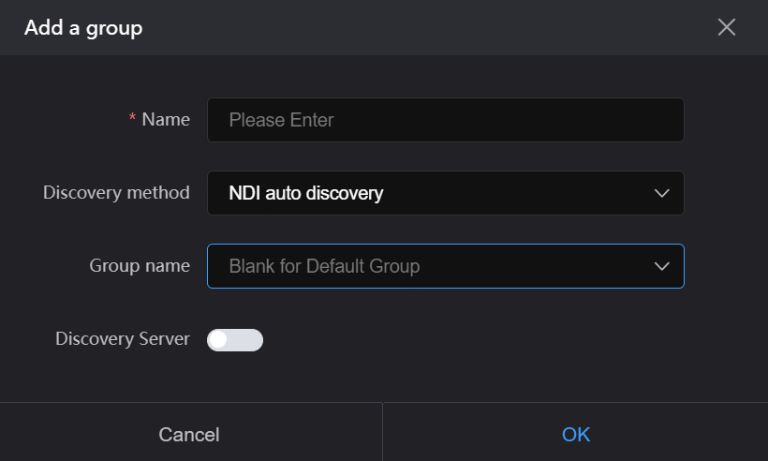 Add a group
* Name
Please Enter
Discovery method
NDI auto discovery
Group name
Blank for Default Group
Discovery Server
Cancel
OK